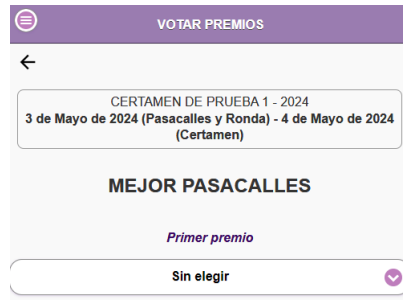 VOTAR PREMIOS
CERTAMEN DE PRUEBA 1 - 2024
3 de Mayo de 2024 (Pasacalles y Ronda) - 4 de Mayo de 2024
(Certamen)
MEJOR PASACALLES
Primer premio
Sin elegir